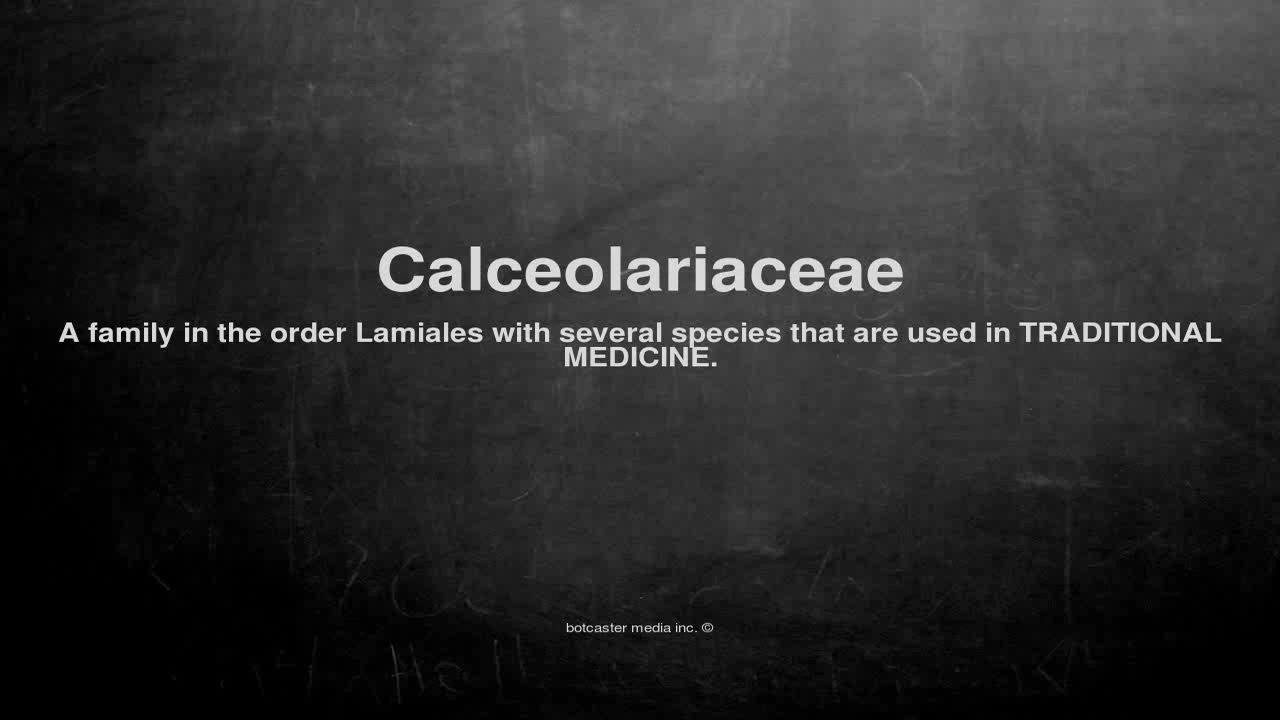 Calceolariaceae
A family in the order Lamiales with several species that are used in TRADITIONAL
MEDICINE.
botcaster media inc. ©